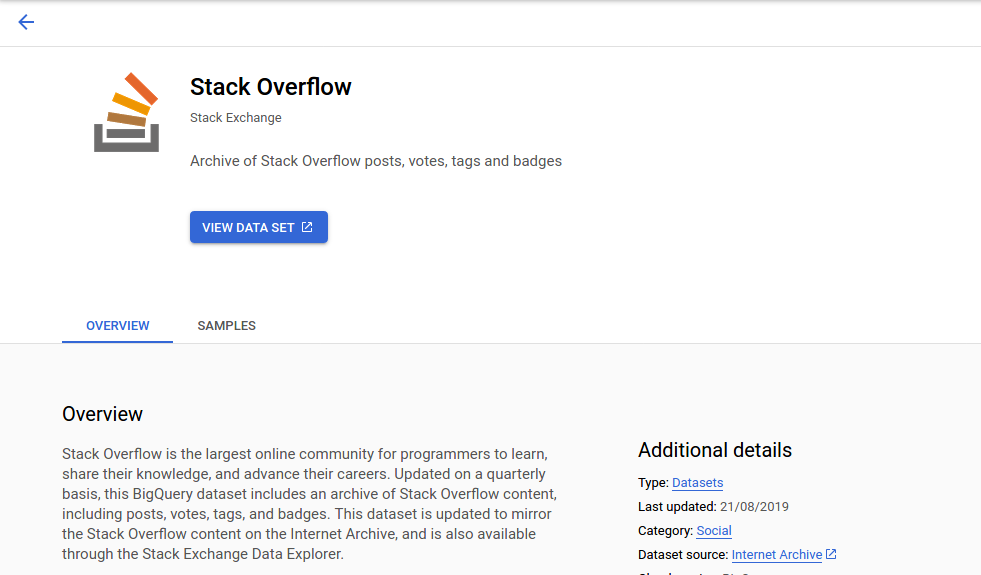 Stack Overflow
Stack Exchange
Archive of Stack Overflow posts, votes, tags and badges
VIEW DATA SET
OVERVIEW SAMPLES
Overview
Stack Overflow is the largest online community for programmers to learn,
share their knowledge, and advance their careers. Updated on a quarterly
basis, this BigQuery dataset includes an archive of Stack Overflow content,
including posts, votes, tags, and badges. This dataset is updated to mirror
the Stack Overflow content on the Internet Archive, and is also available
through the Stack Exchange Data Explorer.
Additional details
Type: Datasets
Last updated: 21/08/2019
Category: Social
Dataset source: Internet Archive